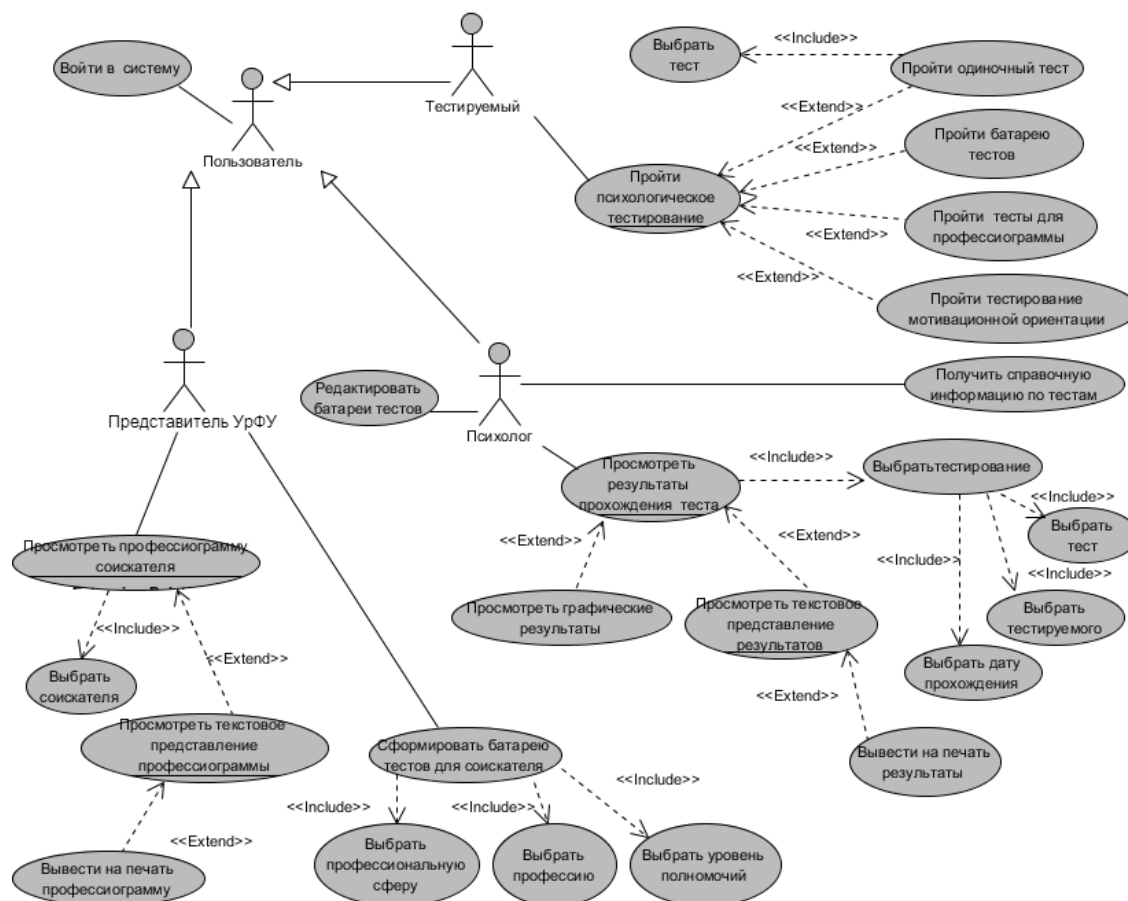 Войти в систему
Пользователь
Тестируемый
Выбрать
тест
<<Include>>
Пройти одиночный тест
<<Extend>>
Пройти батарею
тестов
<<Extend>>
Пройти
психологическое
тестирование
Пройти тесты для
профессиограммы
<<Extend>>
<<Extend>>
Пройти тестирование
мотивационной ориентации
Представитель УрФУ
Редактировать
батареи тестов
Психолог
Получить справочную
информацию по тестам
Просмотреть
результаты
прохождения теста
<<Include>>
Выбратьтестирование
<<Include>>
Выбрать
тест
<<Extend>>
<<Extend>>
<<Include>>
<<Include>>
Просмотреть профессиограмму
соискателя
Просмотреть графические
результаты
Просмотреть текстовое
представление
результатов
Выбрать
тестируемого
<<Include>>
<<Extend>>
Выбрать
соискателя
Выбрать дату
прохождения
<<Extend>>
Просмотреть текстовое
представление
профессиограммы
Сформировать батарею
тестов для соискателя
Вывести на печать
результаты
<<Include>>
<<Include>>
<<Include>>
<<Extend>>
Вывести на печать
профессиограмму
Выбрать
профессиональную
сферу
Выбрать
профессию
Выбрать уровень
полномочий